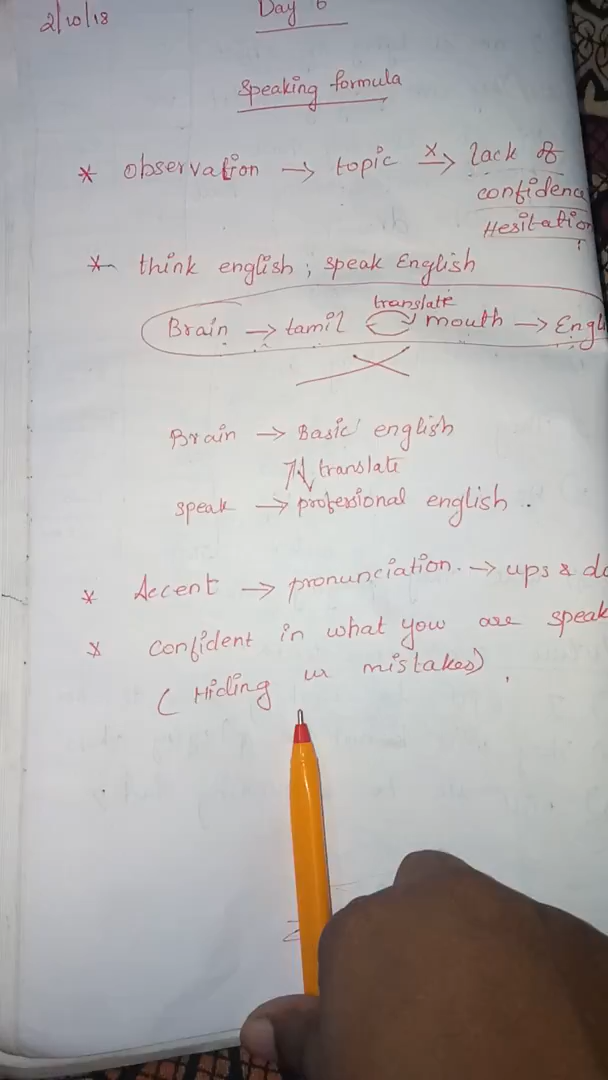 2/10/18
Day 6
Speaking formula
* observation → topic x→ lack of
confidence
Hesitation
* think english ; speak English
translate
Brain → tamil mouth → Engl
Brain → Basic english
translate
speak → professional english .
* Accent → pronunciation. → ups & do
* confident in what you are speak
( Hiding ur mistakes) .